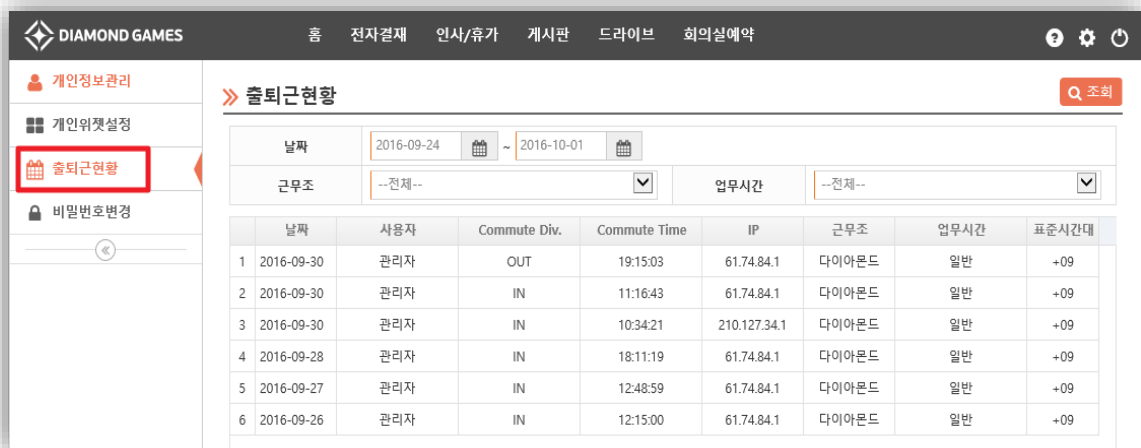 DIAMOND GAMES 홈 전자결재 인사/휴가 게시판 드라이브 회의실예약
개인정보관리
개인위젯설정
출퇴근현황
비밀번호변경
출퇴근현황 조회
날짜 2016-09-24 ~ 2016-10-01
근무조 --전체-- 업무시간 --전체--
날짜 사용자 Commute Div. Commute Time IP 근무조 업무시간 표준시간대
1 2016-09-30 관리자 OUT 19:15:03 61.74.84.1 다이아몬드 일반 +09
2 2016-09-30 관리자 IN 11:16:43 61.74.84.1 다이아몬드 일반 +09
3 2016-09-30 관리자 IN 10:34:21 210.127.34.1 다이아몬드 일반 +09
4 2016-09-28 관리자 IN 18:11:19 61.74.84.1 다이아몬드 일반 +09
5 2016-09-27 관리자 IN 12:48:59 61.74.84.1 다이아몬드 일반 +09
6 2016-09-26 관리자 IN 12:15:00 61.74.84.1 다이아몬드 일반 +09